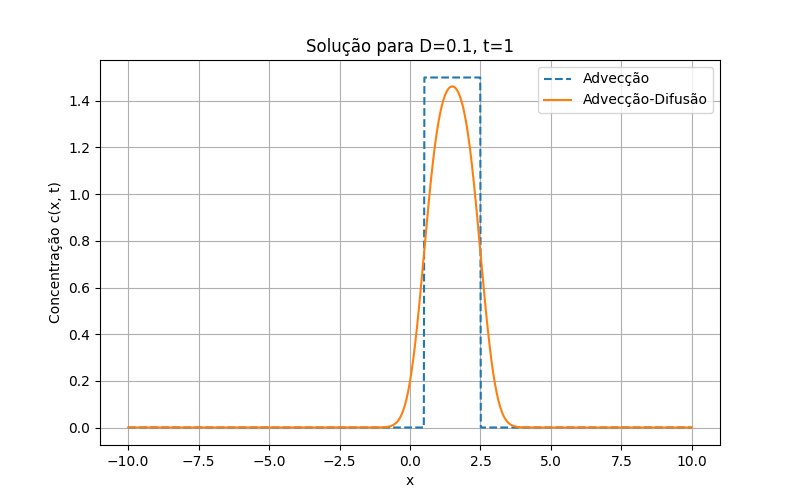 Solução para D=0.1, t=1
Advecção
Advecção-Difusão
Concentração c(x, t)
1.4
1.2
1.0
0.8
0.6
0.4
0.2
0.0
−10.0 −7.5 −5.0 −2.5 0.0 2.5 5.0 7.5 10.0
x